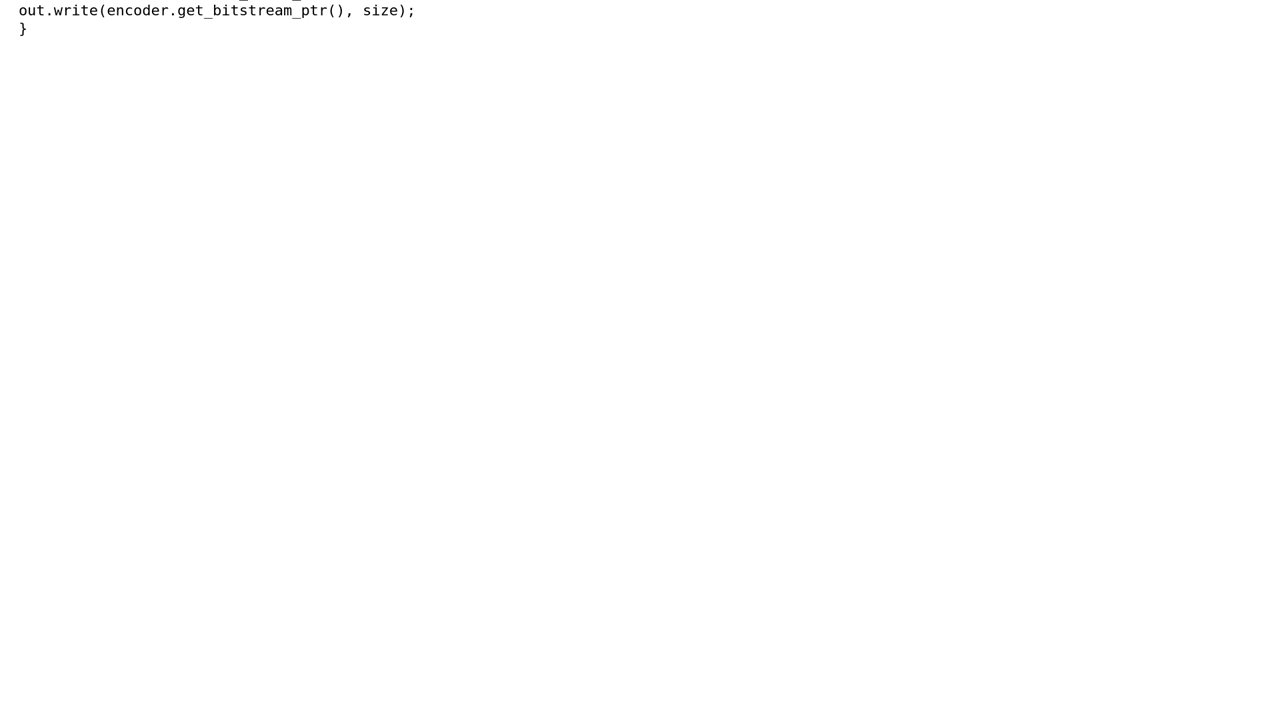 out.write(encoder.get_bitstream_ptr(), size);
}